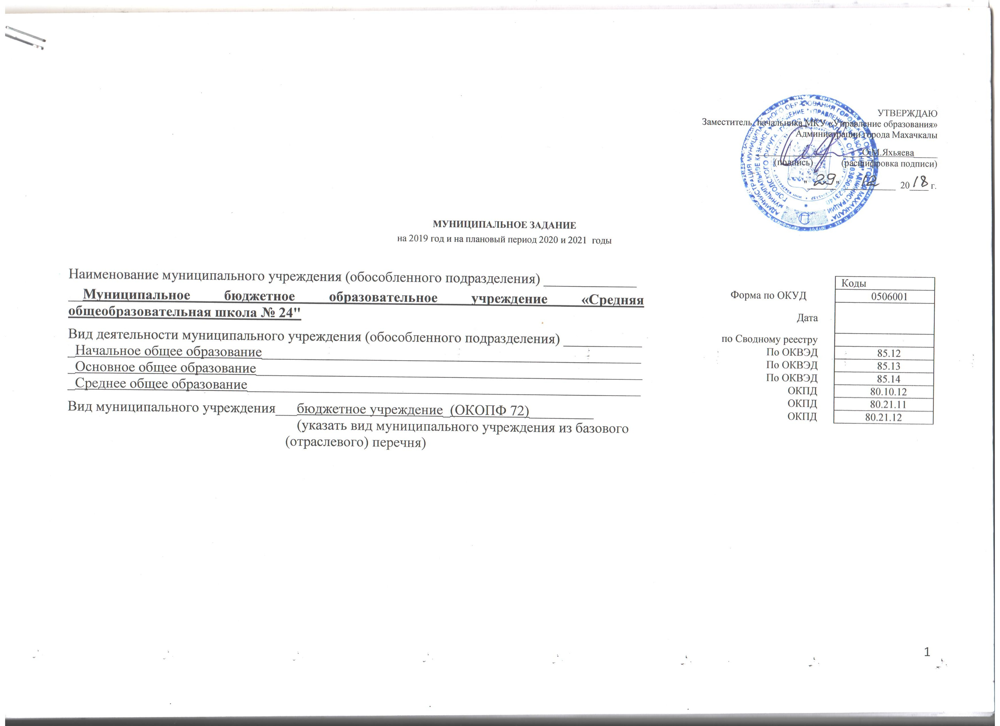 УТВЕРЖДАЮ
Заместитель начальника МКУ «Управление образования»
Администрации города Махачкалы
О.М.Яхьяева
(подпись) (расшифровка подписи)
" 29 " 12 2018 г.
МУНИЦИПАЛЬНОЕ ЗАДАНИЕ
на 2019 год и на плановый период 2020 и 2021 годы
Наименование муниципального учреждения (обособленного подразделения)
Муниципальное бюджетное образовательное учреждение «Средняя
общеобразовательная школа № 24"
Вид деятельности муниципального учреждения (обособленного подразделения)
Начальное общее образование
Основное общее образование
Среднее общее образование
Вид муниципального учреждения бюджетное учреждение (ОКОПФ 72)
(указать вид муниципального учреждения из базового
(отраслевого) перечня)
Коды
Форма по ОКУД 0506001
Дата
по Сводному реестру
По ОКВЭД 85.12
По ОКВЭД 85.13
По ОКВЭД 85.14
ОКПД 80.10.12
ОКПД 80.21.11
ОКПД 80.21.12
1